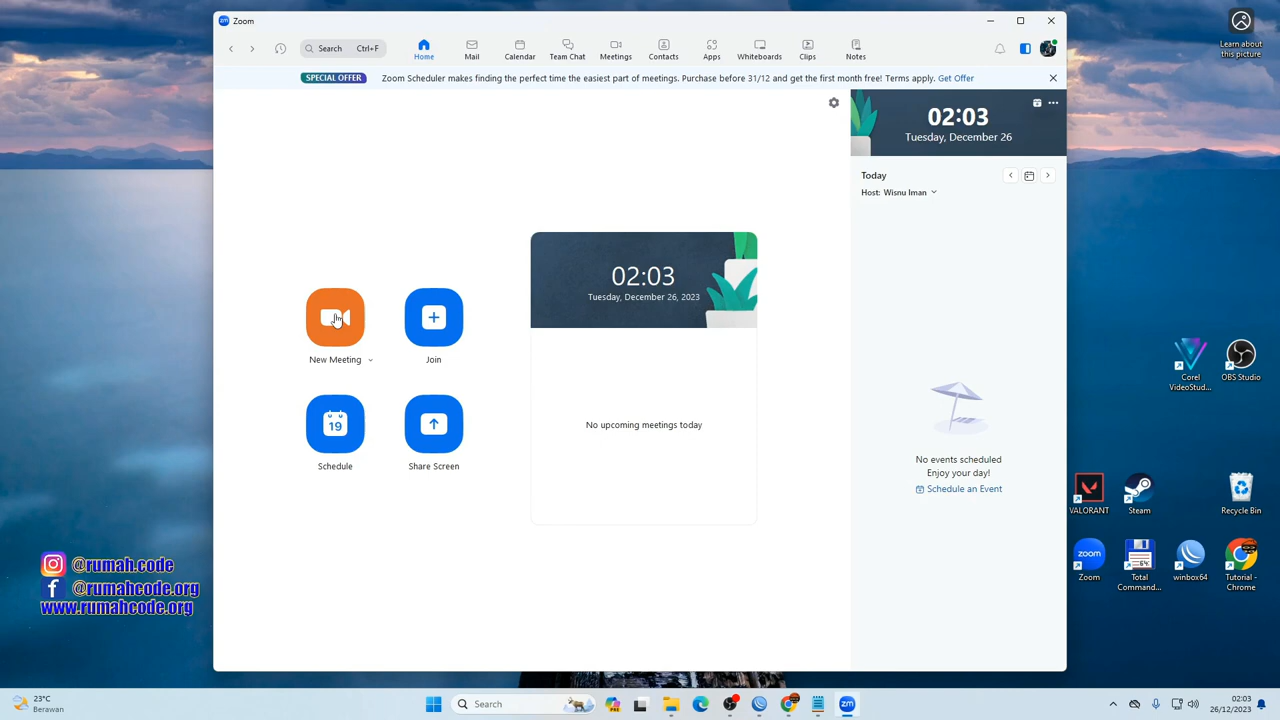 Zoom
Search Ctrl+F
Home
Mail
Calendar
Team Chat
Meetings
Contacts
Apps
Whiteboards
Clips
Notes
SPECIAL OFFER Zoom Scheduler makes finding the perfect time the easiest part of meetings. Purchase before 31/12 and get the first month free! Terms apply. Get Offer
New Meeting
Join
19
Schedule
Share Screen
02:03
Tuesday, December 26, 2023
No upcoming meetings today
02:03
Tuesday, December 26
Today
Host: Wisnu Iman
No events scheduled
Enjoy your day!
Schedule an Event
Learn about
this picture
Corel
VideoStud...
OBS Studio
VALORANT
Steam
Recycle Bin
zoom
Zoom
64
Total
Command...
winbox64
Tutorial -
Chrome
@rumah.code
@rumahcode.org
www.rumahcode.org
23°C
Berawan
Search
zm
02:03
26/12/2023